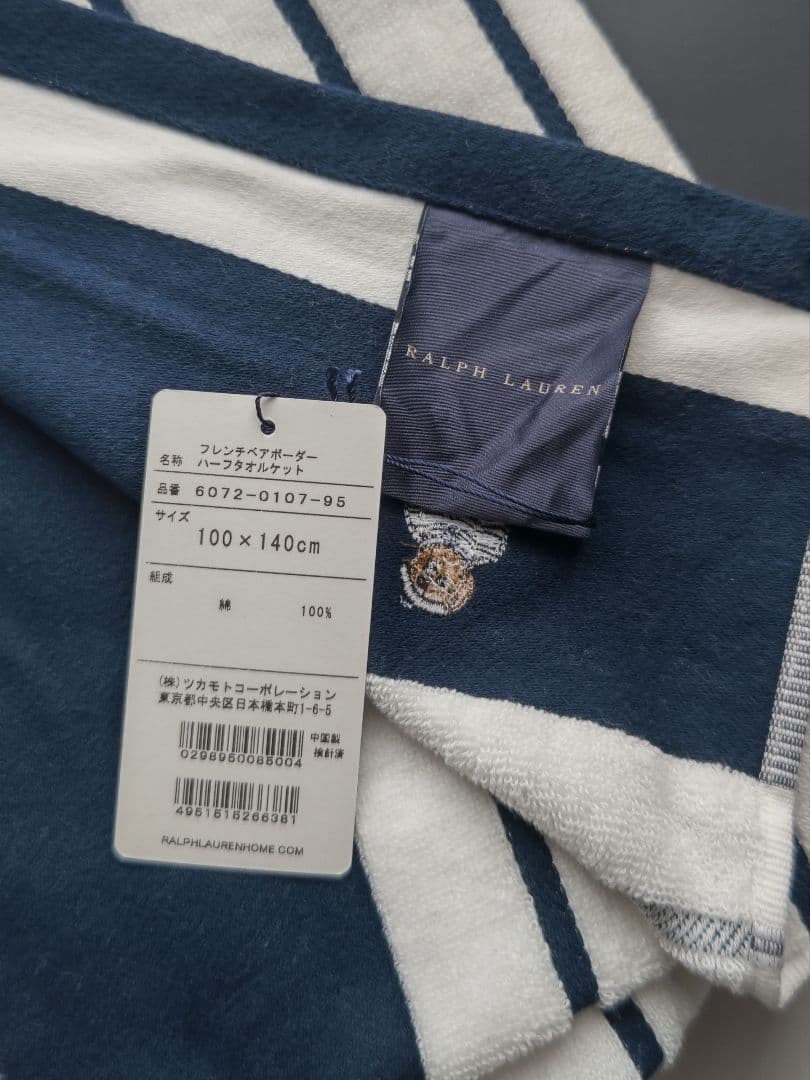 RALPH LAUREN
名称 フレンチベアボーダー
ハーフタオルケット
品番 6072-0107-95
サイズ
100×140cm
組成
綿 100%
(株)ツカモトコーポレーション
東京都中央区日本橋本町1-6-5
中国製
検針済
0298950085004
4951515266381
RALPHLAURENHOME.COM